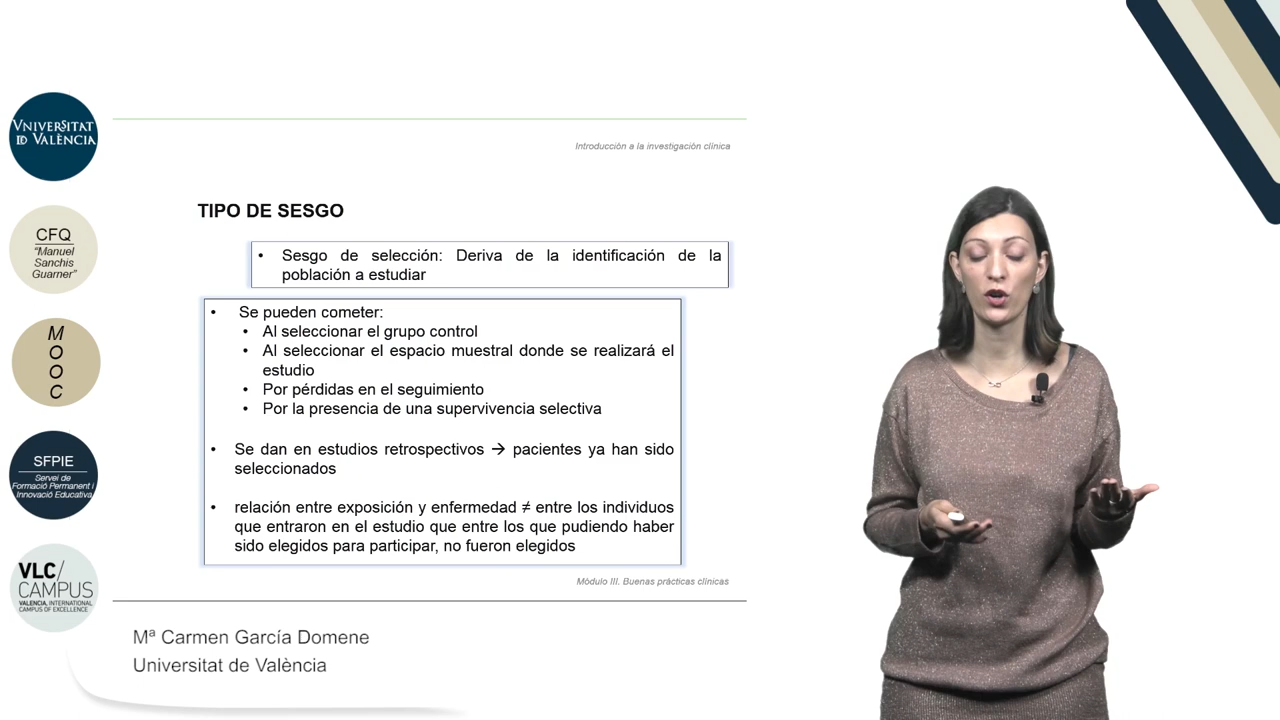 VNIVERSITAT
ID VALÈNCIA
Introducción a la investigación clínica
CFQ
"Manuel
Sanchis
Guarner"
M
O
O
C
SFPIE
Servei de
Formació Permanent i
Innovació Educativa
VLC/
CAMPUS
VALENCIA, INTERNATIONAL
CAMPUS OF EXCELLENCE
TIPO DE SESGO
• Sesgo de selección: Deriva de la identificación de la
población a estudiar
• Se pueden cometer:
• Al seleccionar el grupo control
• Al seleccionar el espacio muestral donde se realizará el
estudio
• Por pérdidas en el seguimiento
• Por la presencia de una supervivencia selectiva
• Se dan en estudios retrospectivos → pacientes ya han sido
seleccionados
• relación entre exposición y enfermedad ≠ entre los individuos
que entraron en el estudio que entre los que pudiendo haber
sido elegidos para participar, no fueron elegidos
Módulo III. Buenas prácticas clínicas
Mª Carmen García Domene
Universitat de València